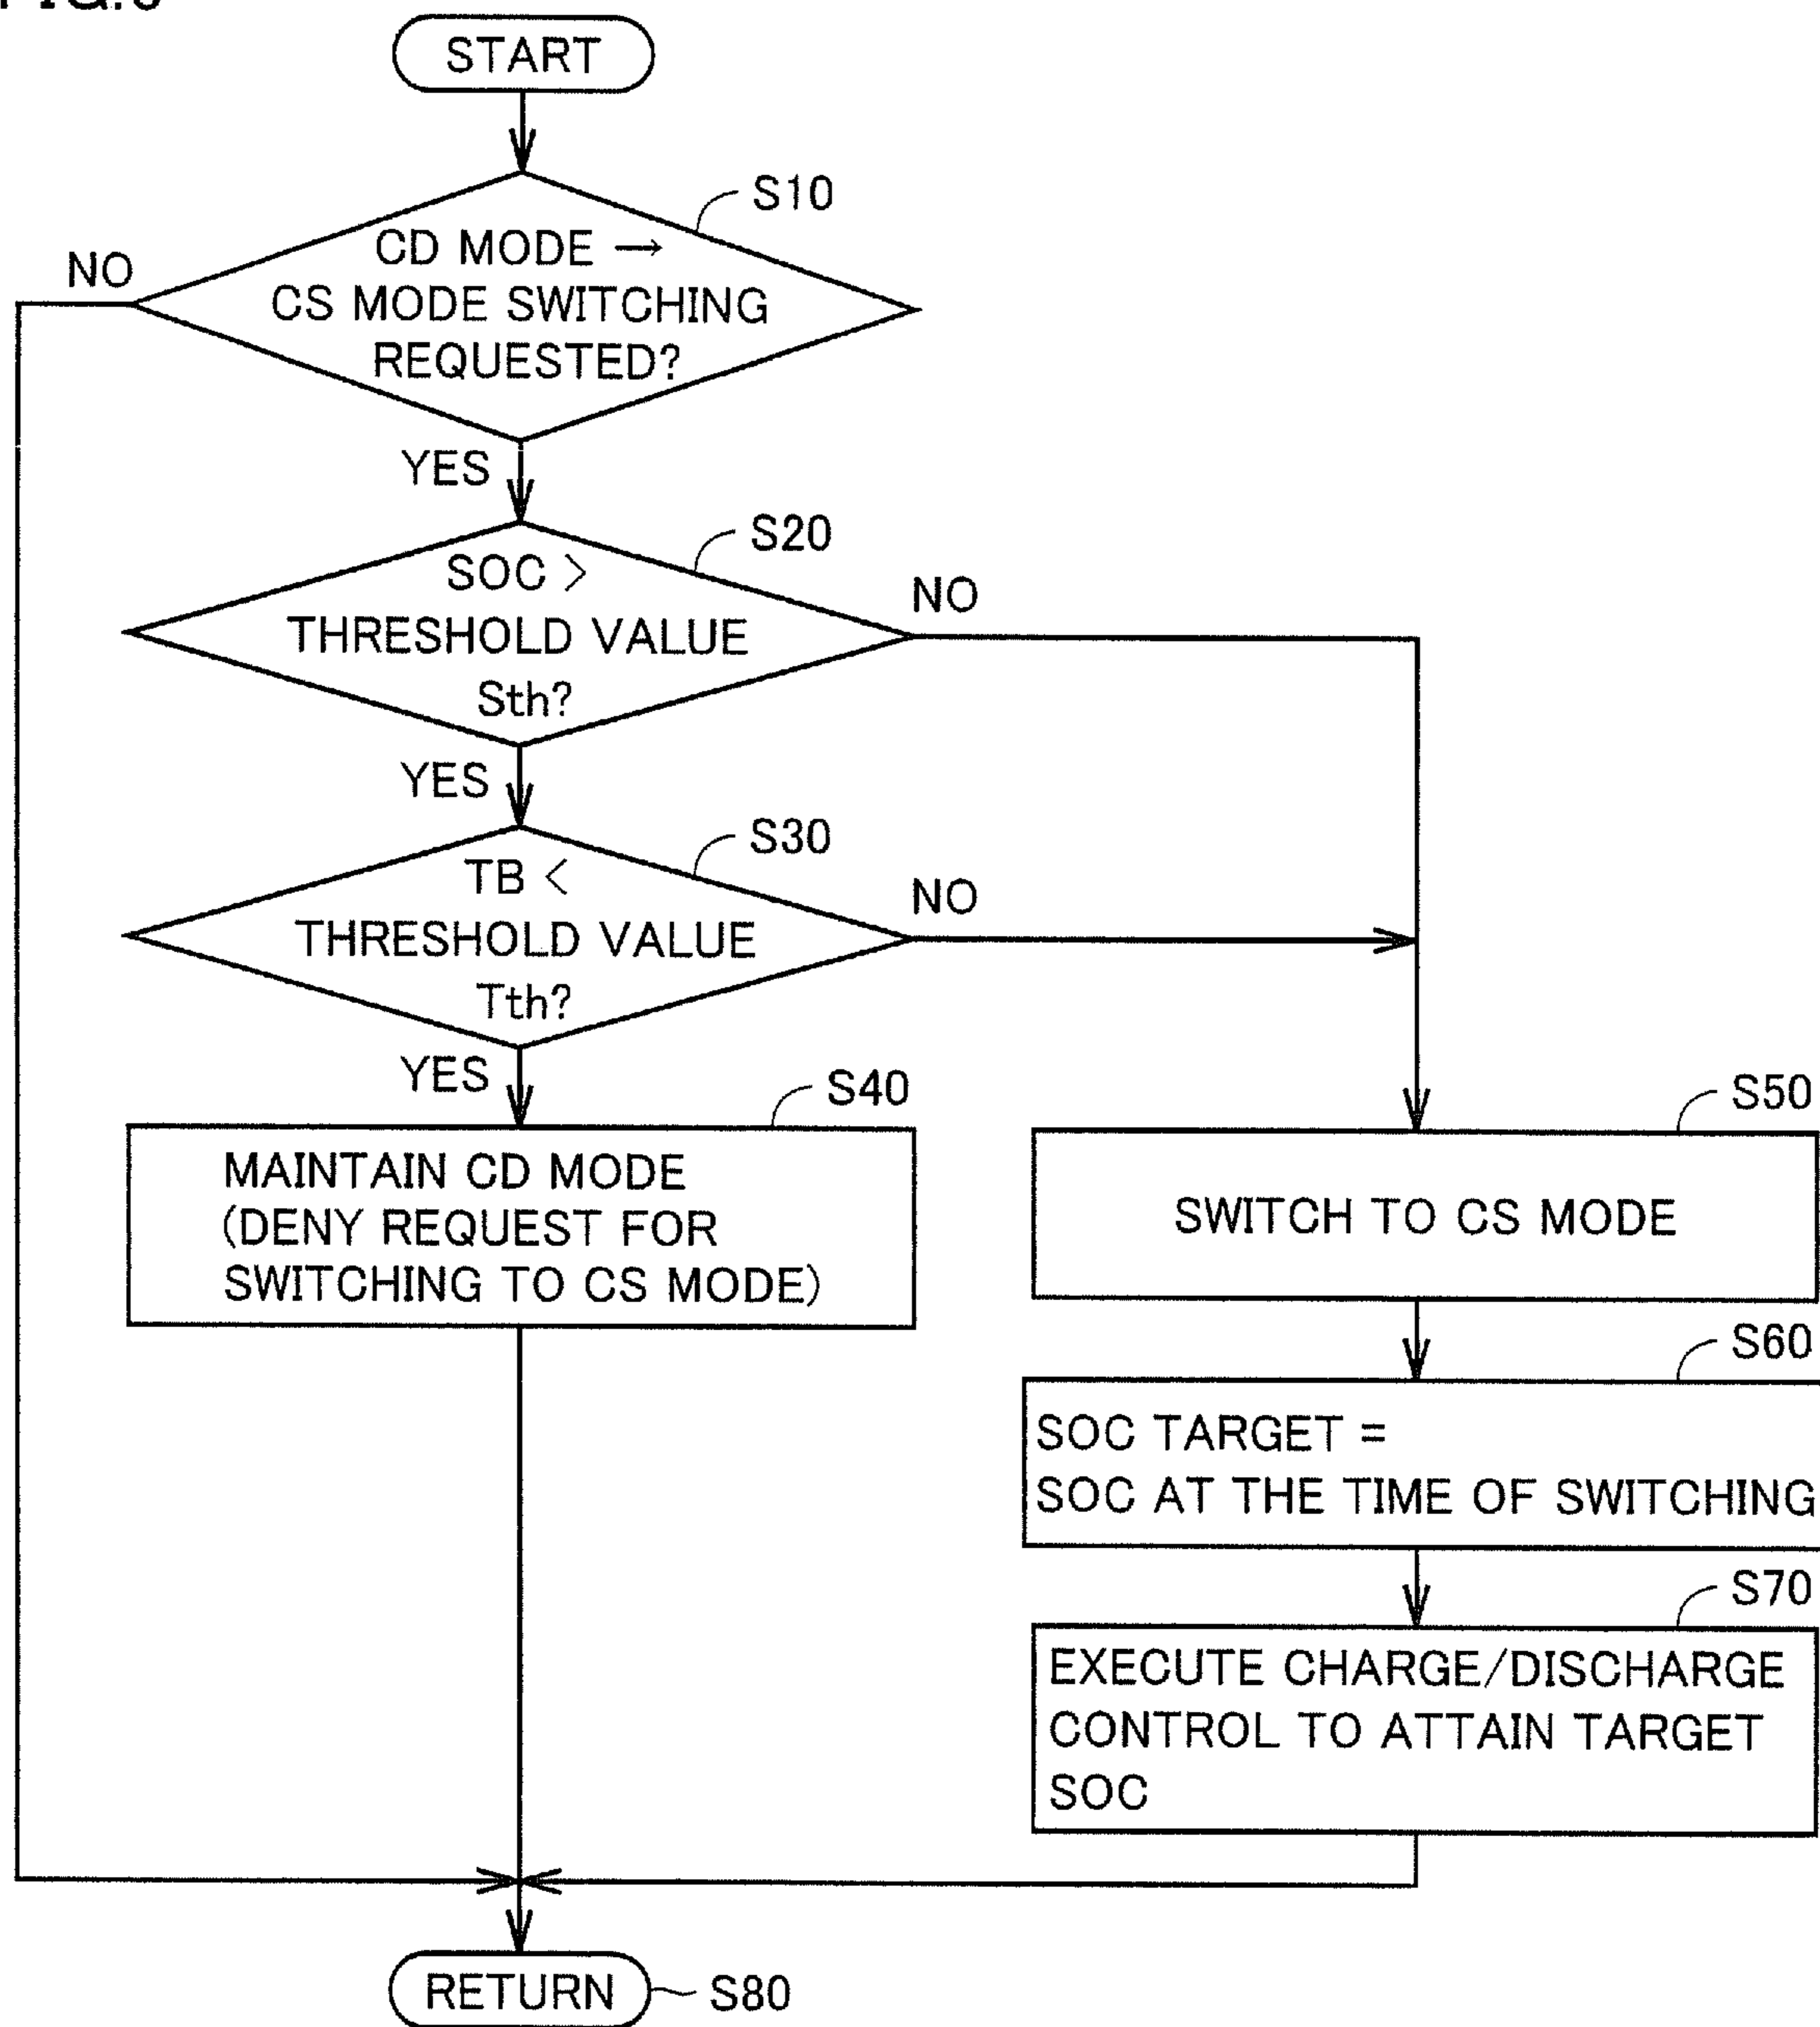 START
S10
CD MODE →
CS MODE SWITCHING
REQUESTED?
NO
YES
S20
SOC >
THRESHOLD VALUE
Sth?
NO
YES
S30
TB <
THRESHOLD VALUE
Tth?
NO
YES
S40
MAINTAIN CD MODE
(DENY REQUEST FOR
SWITCHING TO CS MODE)
S50
SWITCH TO CS MODE
S60
SOC TARGET =
SOC AT THE TIME OF SWITCHING
S70
EXECUTE CHARGE/DISCHARGE
CONTROL TO ATTAIN TARGET
SOC
RETURN
S80